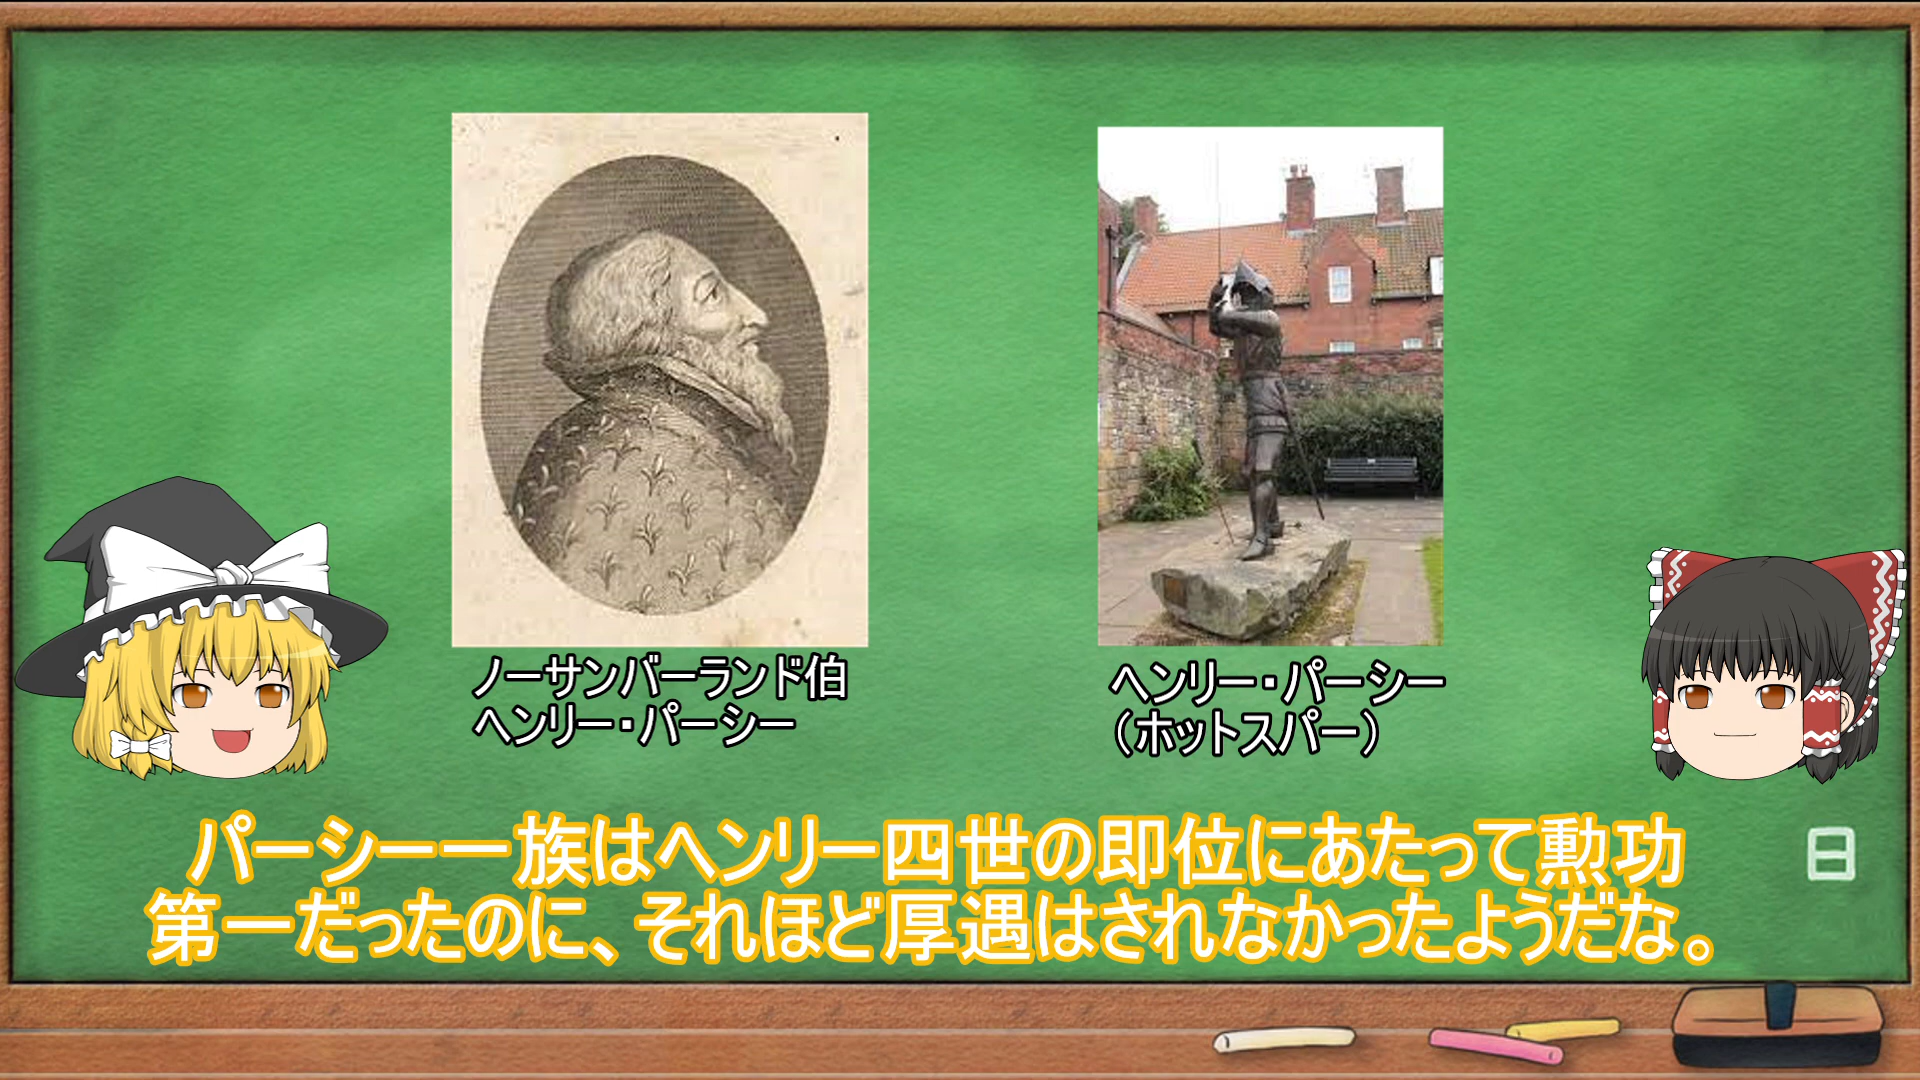 ノーサンバーランド伯
ヘンリー・パーシー
ヘンリー・パーシー
（ホットスパー）
パーシー一族はヘンリー四世の即位にあたって勲功
第一だったのに、それほど厚遇はされなかったようだな。
日